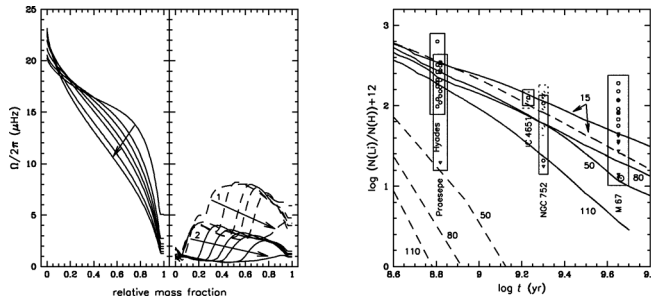 25
20
15
10
5
0
Ω/2π (μHz)
0 0.2 0.4 0.6 0.8 1
0 0.2 0.4 0.6 0.8 1
relative mass fraction
2
3
2
1
0
log (N(Li)/N(H))+12
8.6 8.8 9 9.2 9.4 9.6 9.8
log t (yr)
Praesepe
Hyades
IC 4651
NGC 752
M 67
15
50
80
110
50
80
110